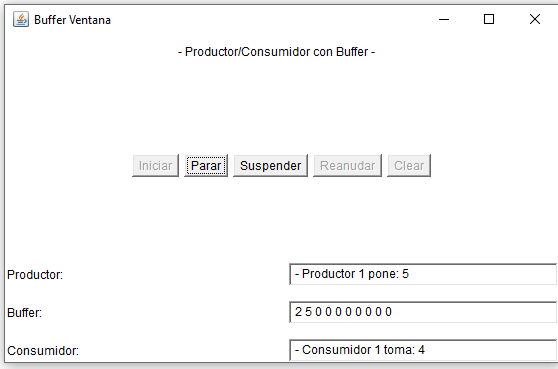 Buffer Ventana
- Productor/Consumidor con Buffer -
Iniciar Parar Suspender Reanudar Clear
Productor: - Productor 1 pone: 5
Buffer: 2 5 0 0 0 0 0 0 0 0
Consumidor: - Consumidor 1 toma: 4